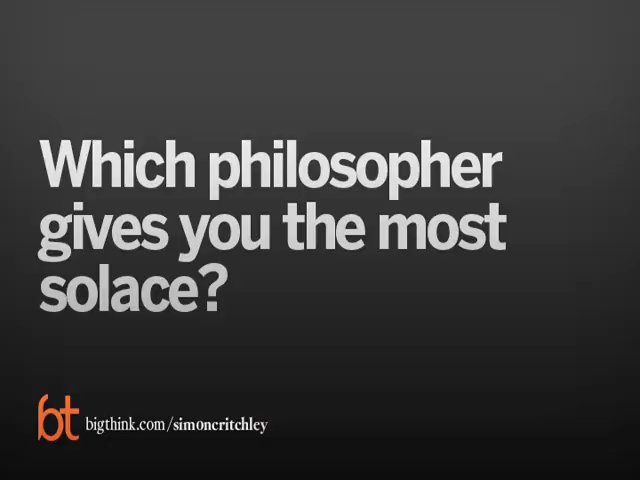 Which philosopher
gives you the most
solace?
bt bigthink.com/simoncritchley